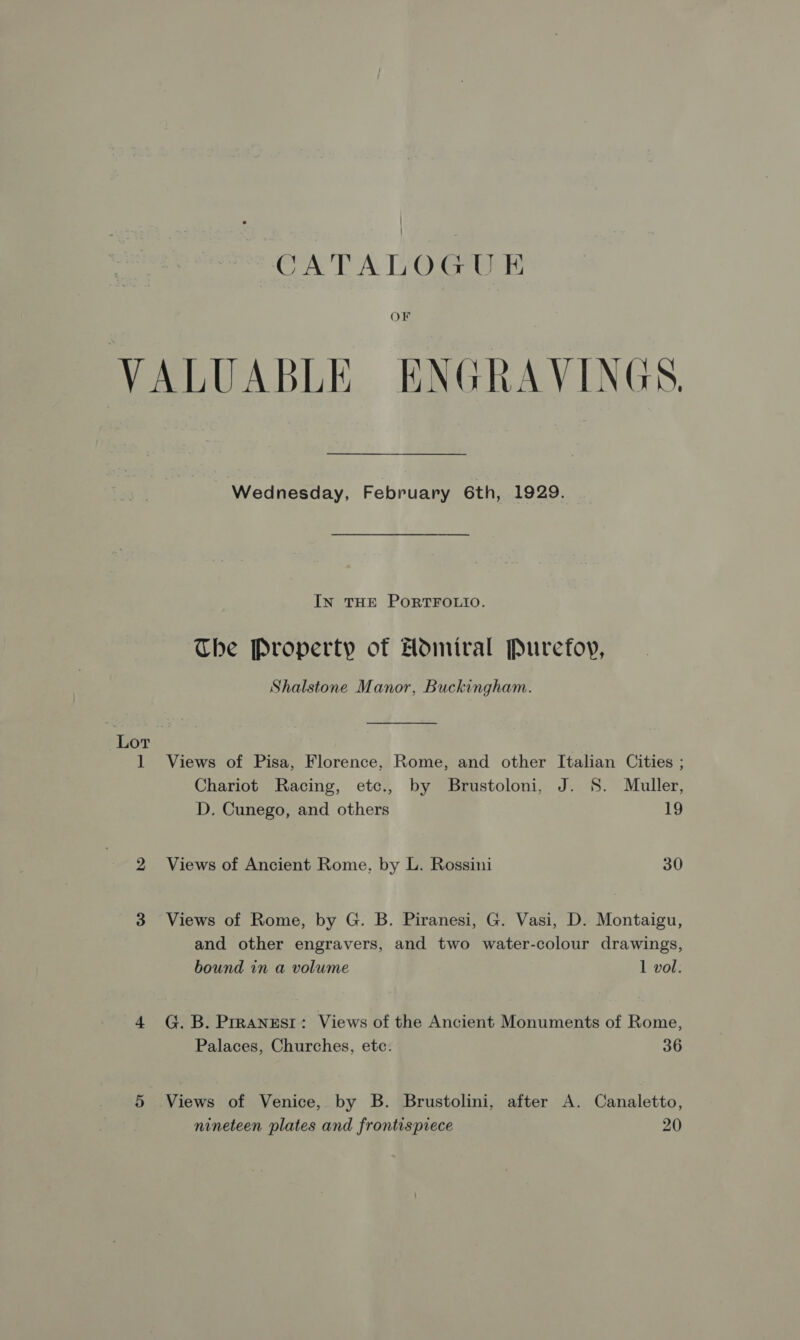 CATALOGUE
OF
VALUABLE ENGRAVINGS.
Wednesday, February 6th, 1929.
IN THE PORTFOLIO.
The Property of Admiral Purefoy,
Shalstone Manor, Buckingham.
LOT
1 Views of Pisa, Florence, Rome, and other Italian Cities ;
Chariot Racing, etc., by Brustoloni, J. S. Muller,
D. Cunego, and others 19
2 Views of Ancient Rome, by L. Rossini 30
3 Views of Rome, by G. B. Piranesi, G. Vasi, D. Montaigu,
and other engravers, and two water-colour drawings,
bound in a volume 1 vol.
4 G. B. PIRANESI : Views of the Ancient Monuments of Rome,
Palaces, Churches, etc. 36
5 Views of Venice, by B. Brustolini, after A. Canaletto,
nineteen plates and frontispiece 20